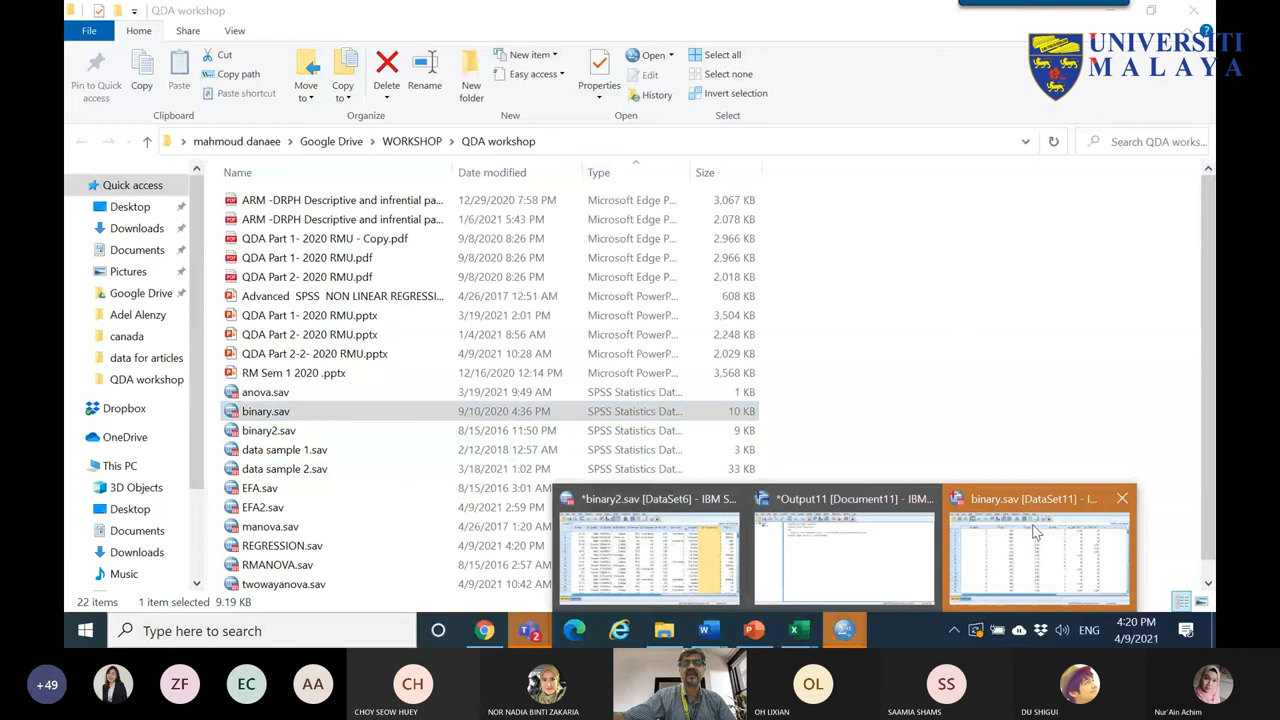 QDA workshop
File
Home
Share
View
Pin to Quick access
Copy
Paste
Cut
Copy path
Paste shortcut
Clipboard
Move to
Copy to
Delete
Rename
Organize
New folder
New item
Easy access
New
Properties
Open
Edit
History
Open
Select all
Select none
Invert selection
Select
UNIVERSITI
MALAYA
mahmoud danaee > Google Drive > WORKSHOP > QDA workshop
Search QDA works...
Name Date modified Type Size
Quick access
Desktop
Downloads
Documents
Pictures
Google Drive
Adel Alenzy
canada
data for articles
QDA workshop
Dropbox
OneDrive
This PC
3D Objects
Desktop
Documents
Downloads
Music
ARM -DRPH Descriptive and infrential pa... 12/29/2020 7:58 PM Microsoft Edge P... 3,067 KB
ARM -DRPH Descriptive and infrential pa... 1/6/2021 5:43 PM Microsoft Edge P... 2,078 KB
QDA Part 1- 2020 RMU - Copy.pdf 9/8/2020 8:26 PM Microsoft Edge P... 2,966 KB
QDA Part 1- 2020 RMU.pdf 9/8/2020 8:26 PM Microsoft Edge P... 2,966 KB
QDA Part 2- 2020 RMU.pdf 9/8/2020 8:26 PM Microsoft Edge P... 2,018 KB
Advanced SPSS NON LINEAR REGRESSI... 4/26/2017 12:51 AM Microsoft PowerP... 608 KB
QDA Part 1- 2020 RMU.pptx 3/19/2021 2:01 PM Microsoft PowerP... 3,504 KB
QDA Part 2- 2020 RMU.pptx 1/4/2021 8:56 AM Microsoft PowerP... 2,248 KB
QDA Part 2-2- 2020 RMU.pptx 4/9/2021 10:28 AM Microsoft PowerP... 2,029 KB
RM Sem 1 2020 .pptx 12/16/2020 12:14 PM Microsoft PowerP... 3,568 KB
anova.sav 3/19/2021 9:49 AM SPSS Statistics Dat... 1 KB
binary.sav 9/10/2020 4:36 PM SPSS Statistics Dat... 10 KB
binary2.sav 8/15/2016 11:50 PM SPSS Statistics Dat... 9 KB
data sample 1.sav 2/12/2018 12:57 AM SPSS Statistics Dat... 3 KB
data sample 2.sav 3/18/2021 1:02 PM SPSS Statistics Dat... 33 KB
EFA.sav 8/15/2016 3:01
EFA2.sav 4/9/2021 2:59
manova.sav 4/26/2017 1:20
REGRESSION.sav 4/9/2021 4:20
RMANOVA.sav 8/15/2016 2:57
twowayanova.sav 4/9/2021 10:42
*binary2.sav [DataSet6] - IBM S...
*Output11 [Document11] - IBM...
binary.sav [DataSet11] - I...
22 items 1 item selected 9.19 KB
Type here to search
ENG
4:20 PM
4/9/2021
+49
ZF
EC
AA
CH
CHOY SEOW HUEY
NOR NADIA BINTI ZAKARIA
OL
OH LIXIAN
SS
SAAMIA SHAMS
DU SHIGUI
Nur'Ain Achim